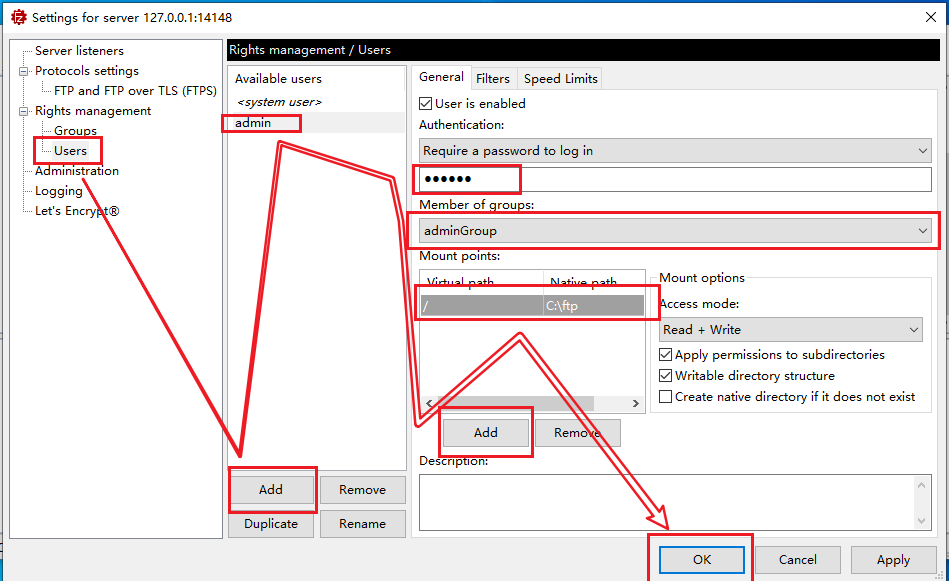 Settings for server 127.0.0.1:14148
Server listeners
Protocols settings
FTP and FTP over TLS (FTPS)
Rights management
Groups
Users
Administration
Logging
Let's Encrypt®
Rights management / Users
Available users
<system user>
admin
Add
Remove
Duplicate
Rename
General
Filters
Speed Limits
User is enabled
Authentication:
Require a password to log in
••••••
Member of groups:
adminGroup
Mount points:
Virtual path
Native path
/
C:\ftp
Add
Remove
Mount options
Access mode:
Read + Write
Apply permissions to subdirectories
Writable directory structure
Create native directory if it does not exist
Description:
OK
Cancel
Apply